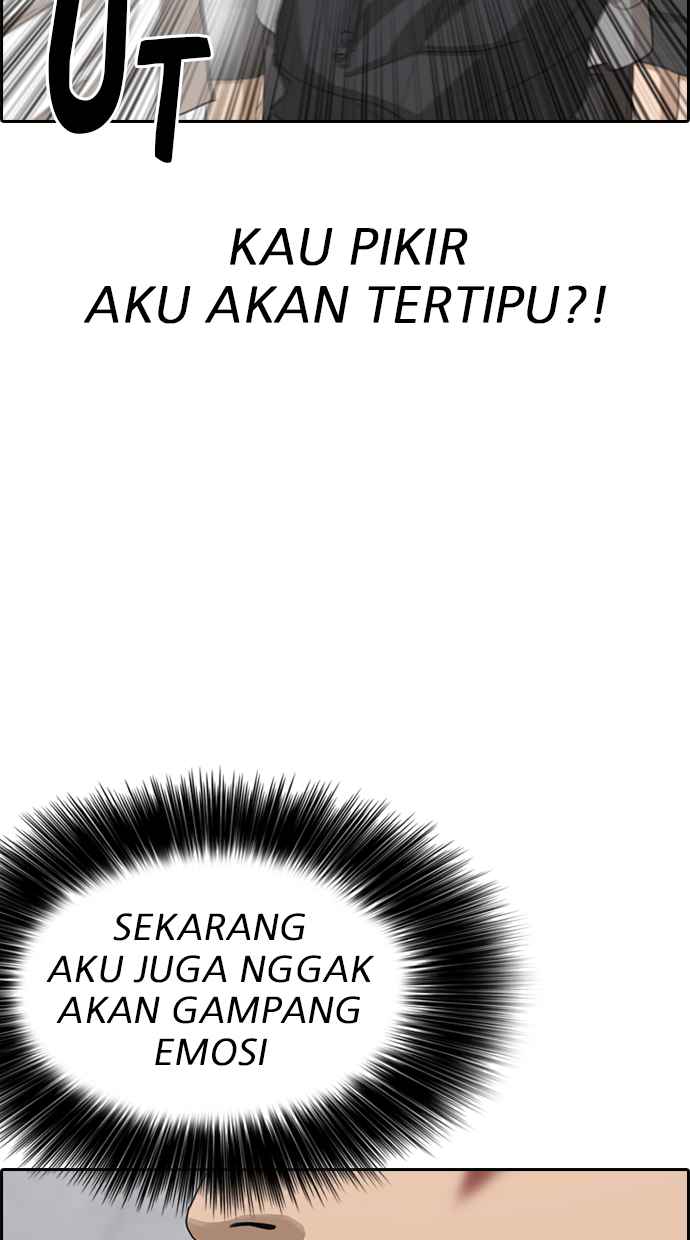 UT
KAU PIKIR
AKU AKAN TERTIPU?!
SEKARANG
AKU JUGA NGGAK
AKAN GAMPANG
EMOSI